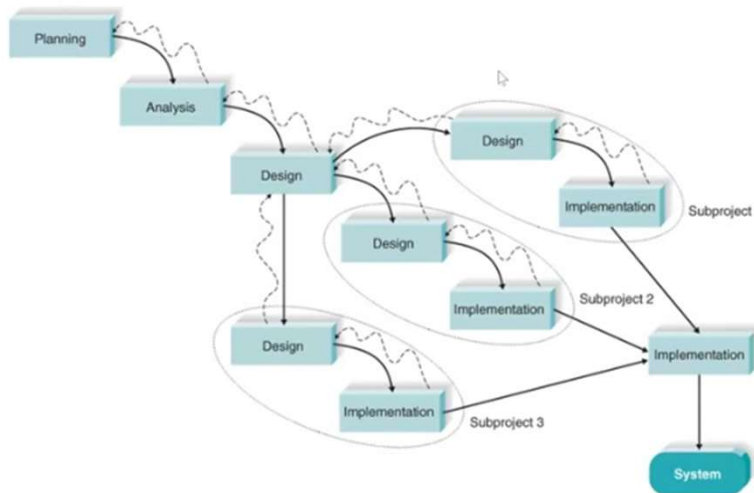 Planning
Analysis
Design
Design
Implementation
Subproject
Design
Implementation
Subproject 2
Design
Implementation
Subproject 3
Implementation
System